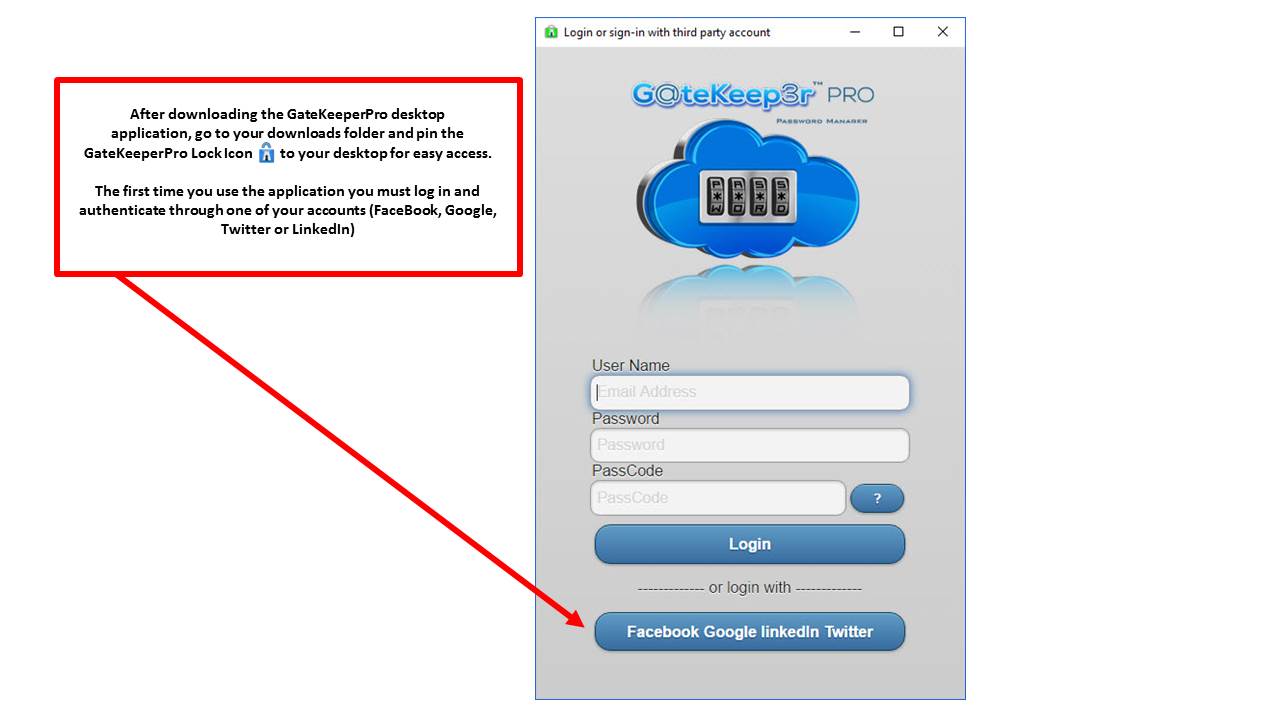 Login or sign-in with third party account
After downloading the GateKeeperPro desktop
application, go to your downloads folder and pin the
GateKeeperPro Lock Icon to your desktop for easy access.
The first time you use the application you must log in and
authenticate through one of your accounts (FaceBook, Google,
Twitter or LinkedIn)
G@teKeep3r™ PRO
PASSWORD MANAGER
P A S S
* * * *
W O R D
User Name
Email Address
Password
Password
PassCode
PassCode
?
Login
------------- or login with -------------
Facebook Google linkedIn Twitter